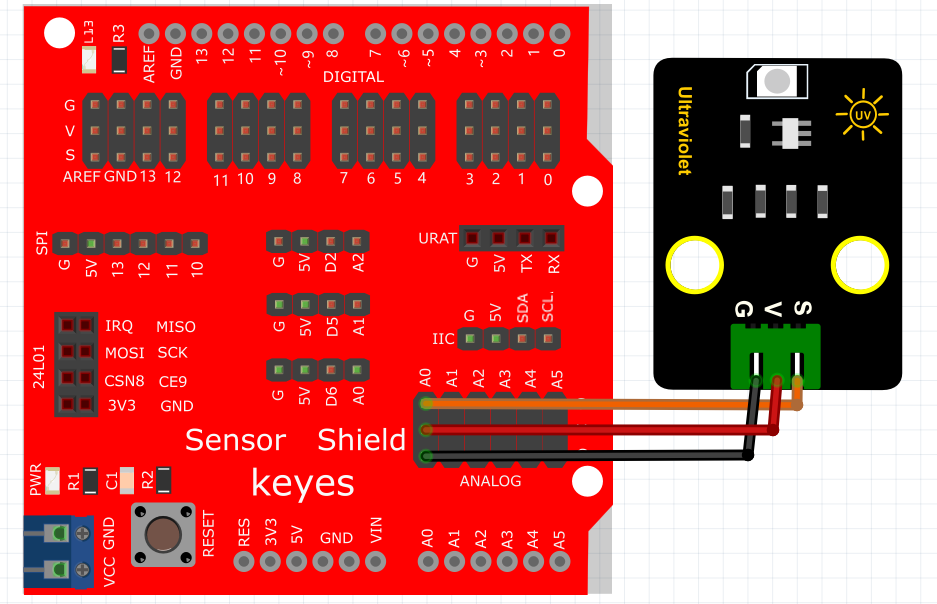 L13
R3
AREF GND 13 12 11 ~10 ~9 8 7 ~6 ~5 4 ~3 2 1 0
DIGITAL
G
V
S
AREF GND 13 12 11 10 9 8 7 6 5 4 3 2 1 0
SPI
G 5V 13 12 11 10
G 5V D2 A2
URAT
G 5V TX RX
G 5V D5 A1
G 5V SDA SCL.
IIC
24L01
IRQ MISO
MOSI SCK
CSN8 CE9
3V3 GND
G 5V D6 A0
A0 A1 A2 A3 A4 A5
Sensor Shield
keyes
ANALOG
PWR R1 C1 R2
GND
VCC
RESET
RES 3V3 5V GND VIN
A0 A1 A2 A3 A4 A5
Ultraviolet
UV
G V S